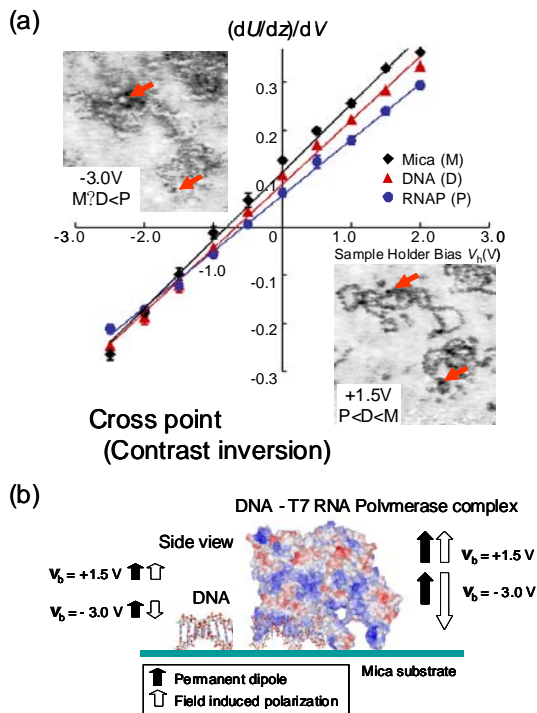 (a)
(dU/dz)/dV
0.3
0.2
0.1
-0.1
-0.2
-0.3
-3.0
-2.0
-1.0
1.0
2.0
3.0
Sample Holder Bias Vh(V)
Mica (M)
DNA (D)
RNAP (P)
-3.0V
M?D<P
+1.5V
P<D<M
Cross point
(Contrast inversion)
(b)
DNA - T7 RNA Polvmerase complex
Side view
DNA
Vb = +1.5 V
Vb = - 3.0 V
Vb = +1.5 V
Vb = - 3.0 V
Mica substrate
Permanent dipole
Field induced polarization